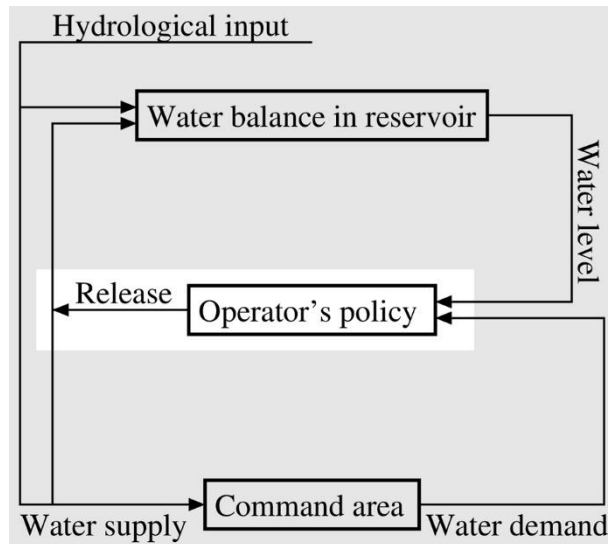 Hydrological input
Water balance in reservoir
Water level
Release
Operator's policy
Command area
Water supply
Water demand